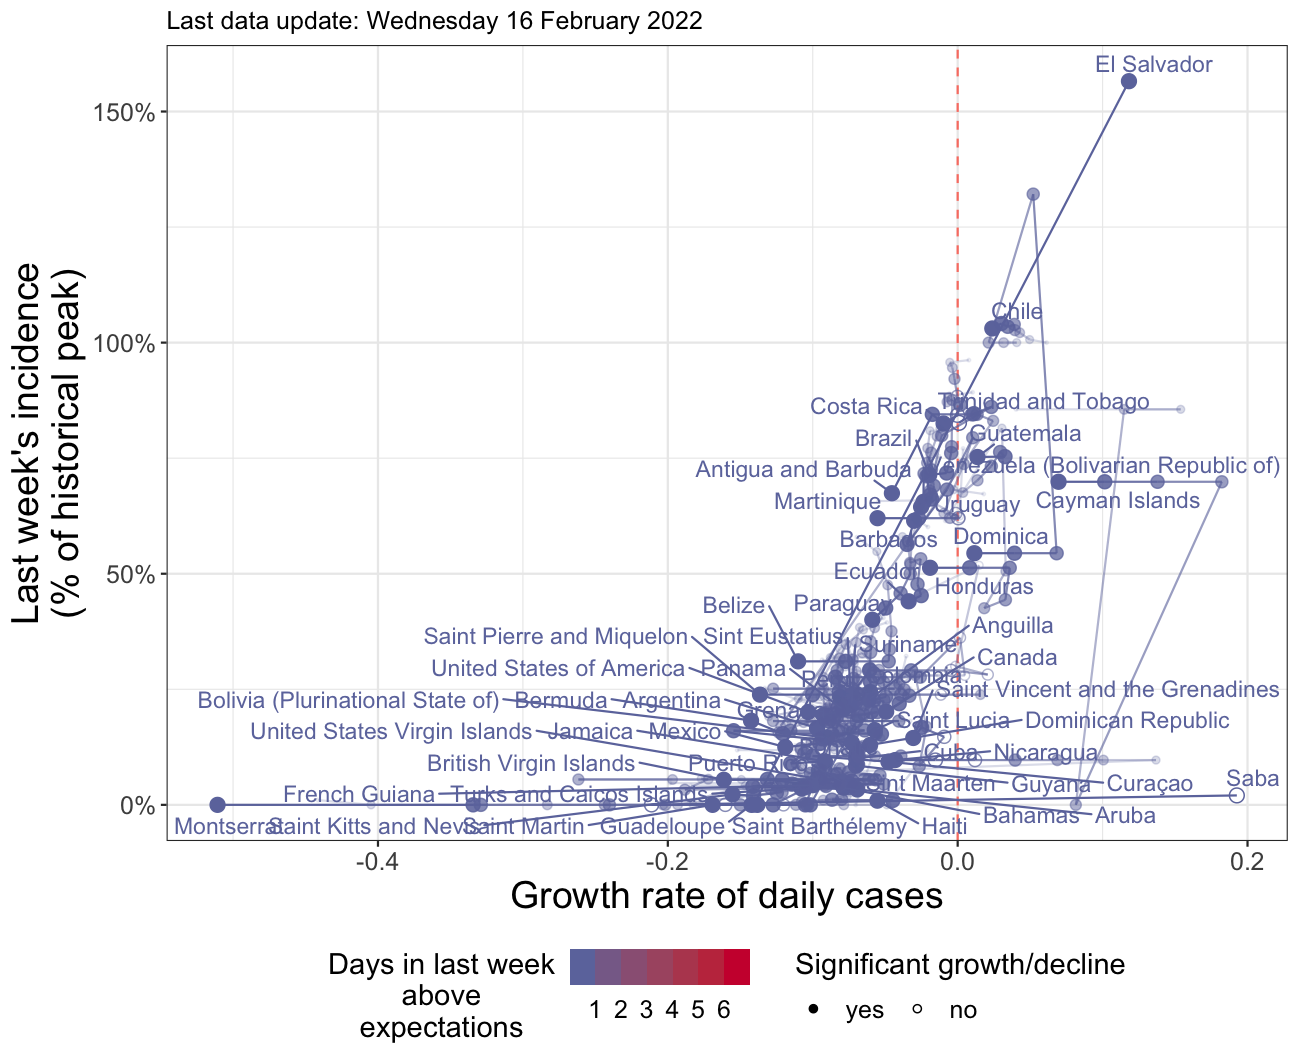 Last data update: Wednesday 16 February 2022
El Salvador
150%
Last week's incidence
(% of historical peak)
Chile
100%
Costa Rica
Trinidad and Tobago
Brazil
Guatemala
Antigua and Barbuda
Venezuela (Bolivarian Republic of)
Martinique
Uruguay
Cayman Islands
Barbados
Dominica
50%
Ecuador
Honduras
Belize
Paraguay
Anguilla
Saint Pierre and Miquelon
Sint Eustatius
Suriname
Canada
United States of America
Panama
Colombia
Saint Vincent and the Grenadines
Bolivia (Plurinational State of)
Bermuda
Argentina
Grenada
Saint Lucia
Dominican Republic
United States Virgin Islands
Jamaica
Mexico
Cuba
Nicaragua
British Virgin Islands
Puerto Rico
Saba
French Guiana
Turks and Caicos Islands
Sint Maarten
Guyana
Curaçao
0%
Bahamas
Aruba
Montserrat
Saint Kitts and Nevis
Saint Martin
Guadeloupe
Saint Barthélemy
Haiti
-0.4
-0.2
0.0
0.2
Growth rate of daily cases
Days in last week
above
expectations
1 2 3 4 5 6
Significant growth/decline
yes
no